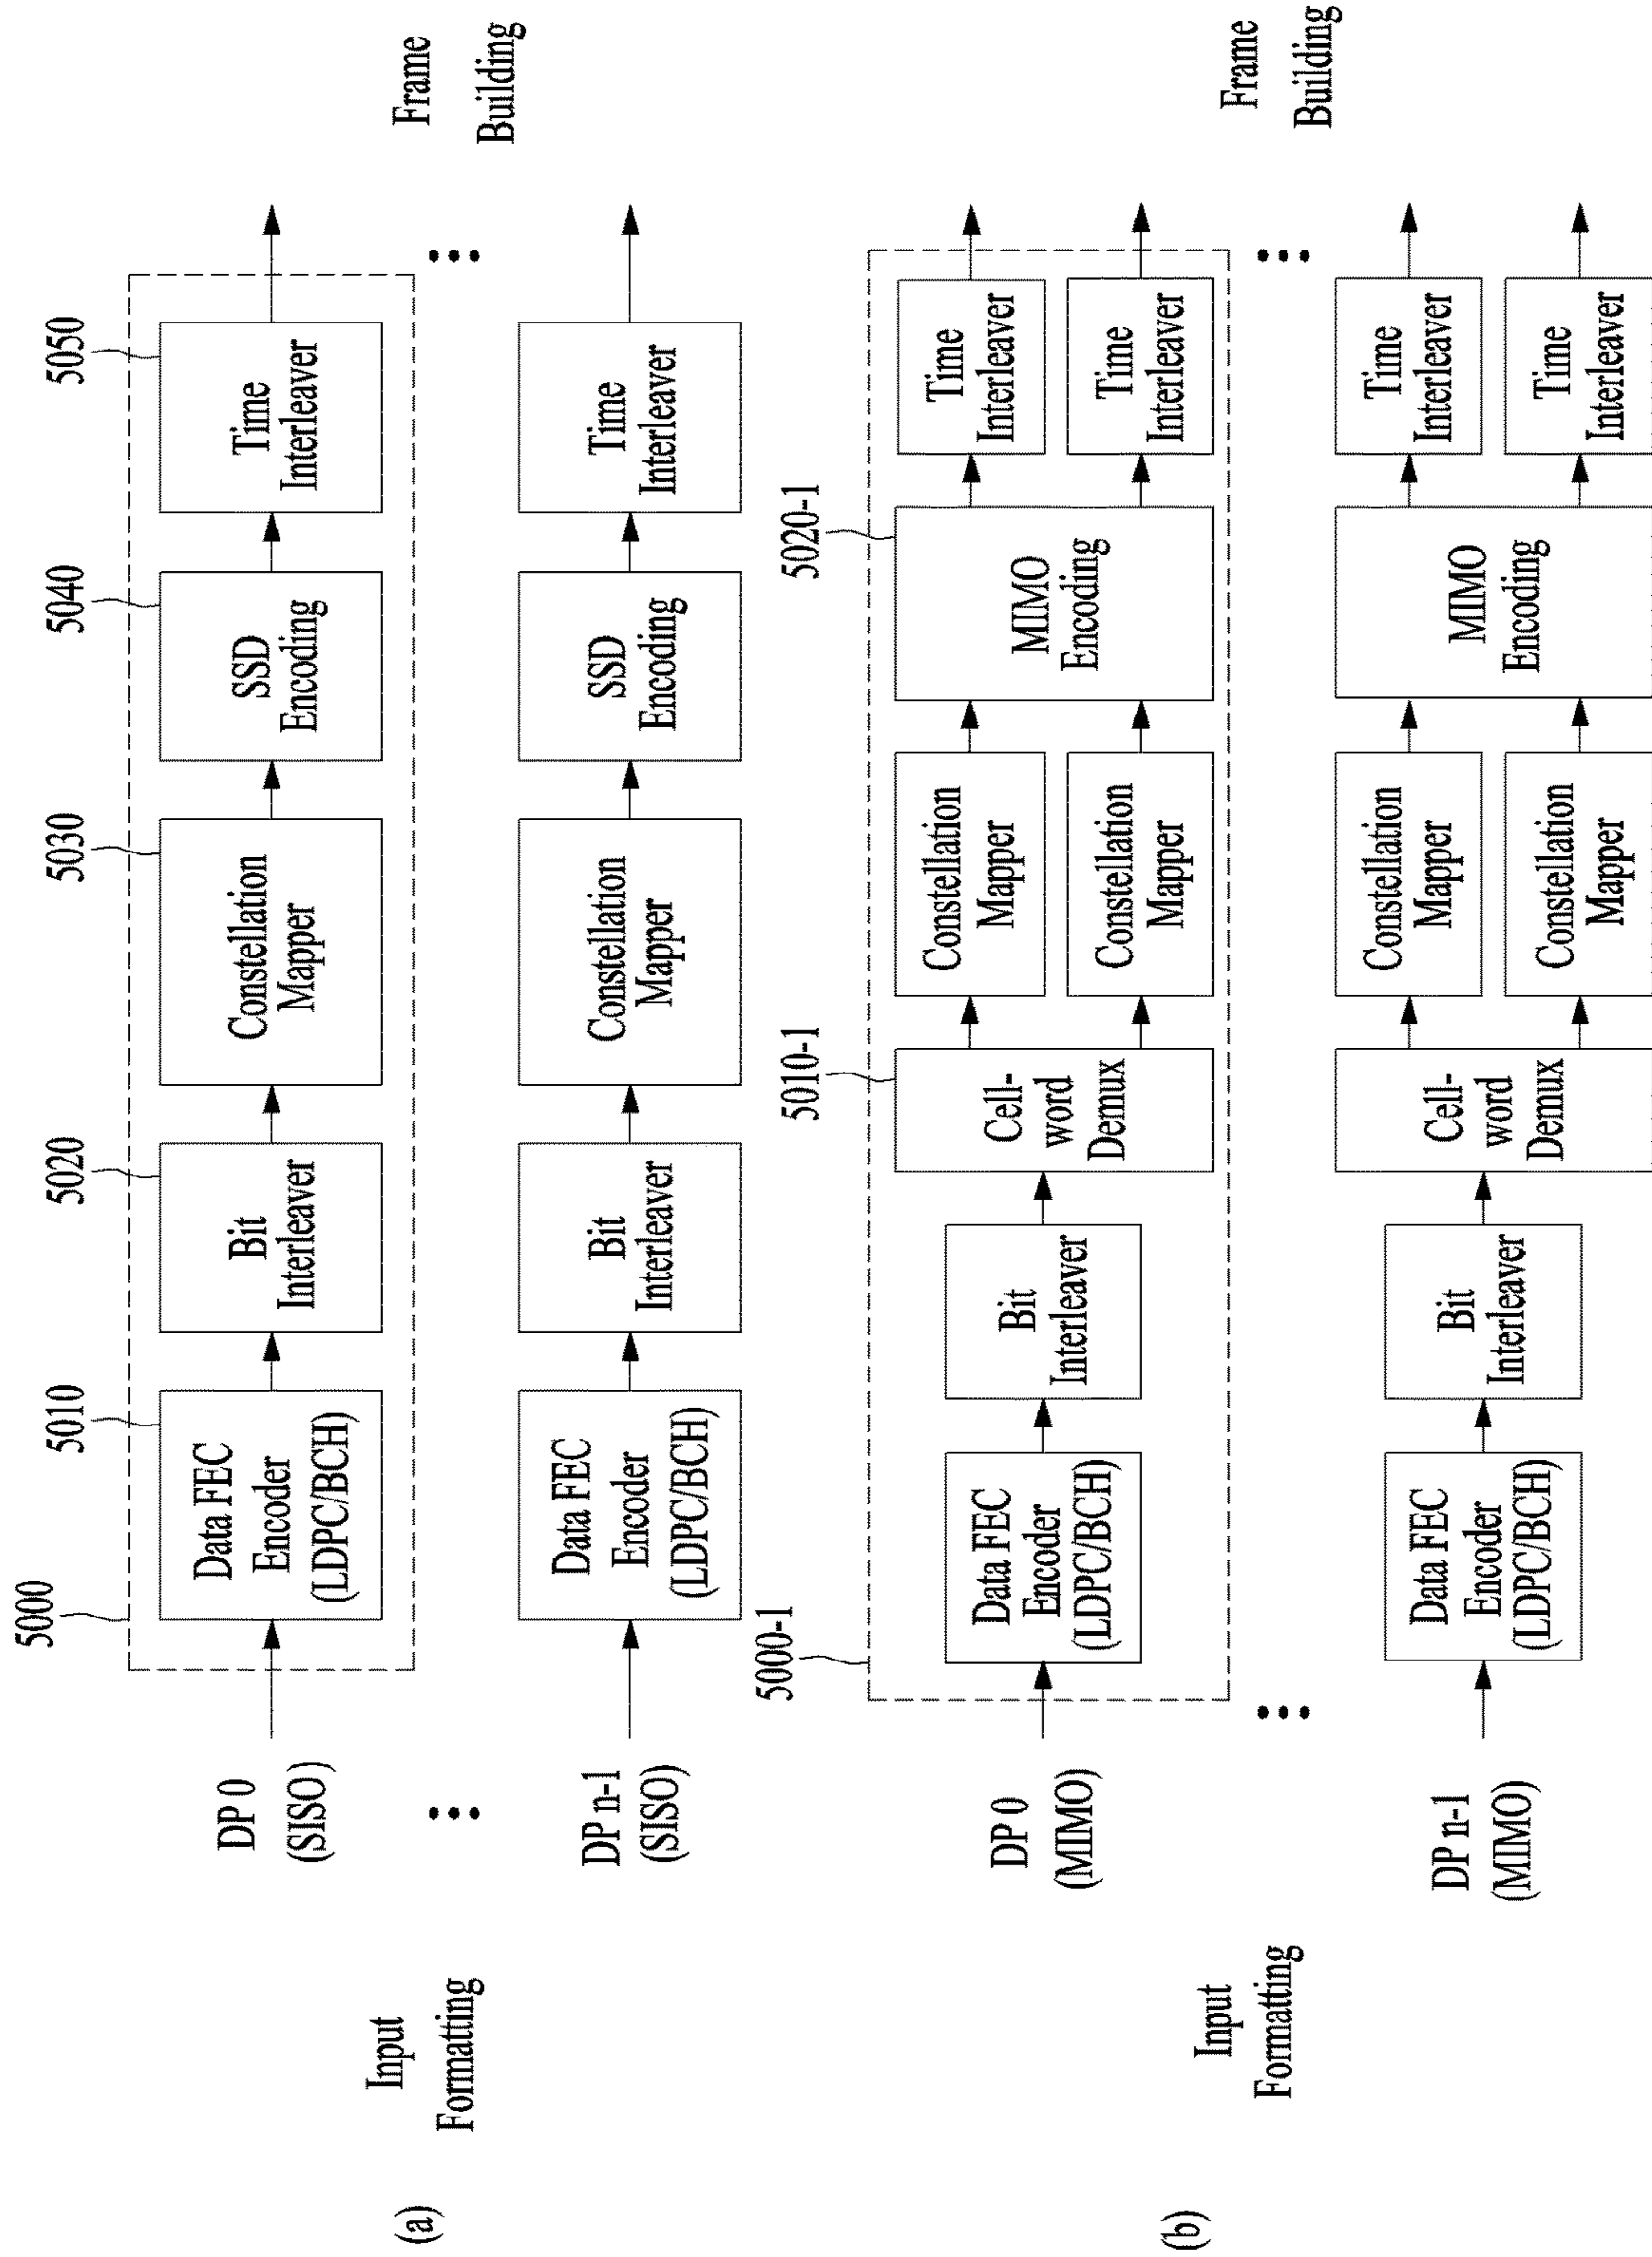 (a)
Input
Formatting
DP 0
(SISO)
DP n-1
(SISO)
5000
5010
Data FEC
Encoder
(LDPC/BCH)
5020
Bit
Interleaver
5030
Constellation
Mapper
5040
SSD
Encoding
5050
Time
Interleaver
Data FEC
Encoder
(LDPC/BCH)
Bit
Interleaver
Constellation
Mapper
SSD
Encoding
Time
Interleaver
Frame
Building
(b)
Input
Formatting
DP 0
(MIMO)
DP n-1
(MIMO)
5000-1
Data FEC
Encoder
(LDPC/BCH)
Bit
Interleaver
5010-1
Cell-
word
Demux
Constellation
Mapper
Constellation
Mapper
5020-1
MIMO
Encoding
Time
Interleaver
Time
Interleaver
Data FEC
Encoder
(LDPC/BCH)
Bit
Interleaver
Cell-
word
Demux
Constellation
Mapper
Constellation
Mapper
MIMO
Encoding
Time
Interleaver
Time
Interleaver
Frame
Building